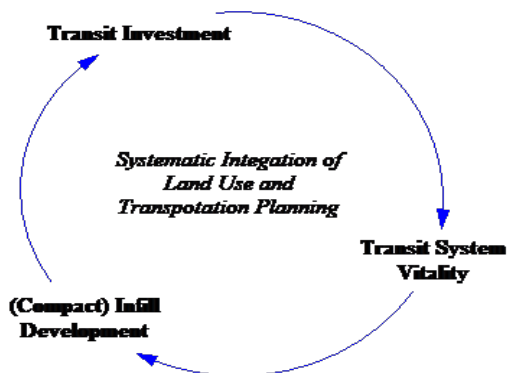 Transit Investment
Systematic Integation of
Land Use and
Transpotation Planning
Transit System
Vitality
(Compact) Infill
Development